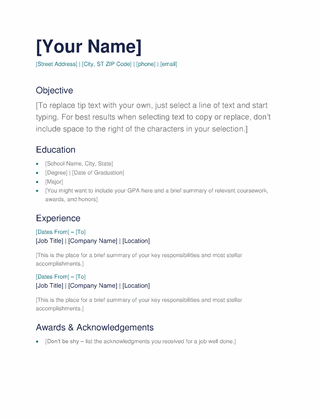 [Your Name]
[Street Address] | [City, ST ZIP Code] | [phone] | [email]
Objective
[To replace tip text with your own, just select a line of text and start
typing. For best results when selecting text to copy or replace, don't
include space to the right of the characters in your selection.]
Education
• [School Name, City, State]
• [Degree] | [Date of Graduation]
• [Major]
• [You might want to include your GPA here and a brief summary of relevant coursework,
awards, and honors]
Experience
[Dates From] – [To]
[Job Title] | [Company Name] | [Location]
[This is the place for a brief summary of your key responsibilities and most stellar
accomplishments.]
[Dates From] – [To]
[Job Title] | [Company Name] | [Location]
[This is the place for a brief summary of your key responsibilities and most stellar
accomplishments.]
Awards & Acknowledgements
• [Don't be shy – list the acknowledgments you received for a job well done.]